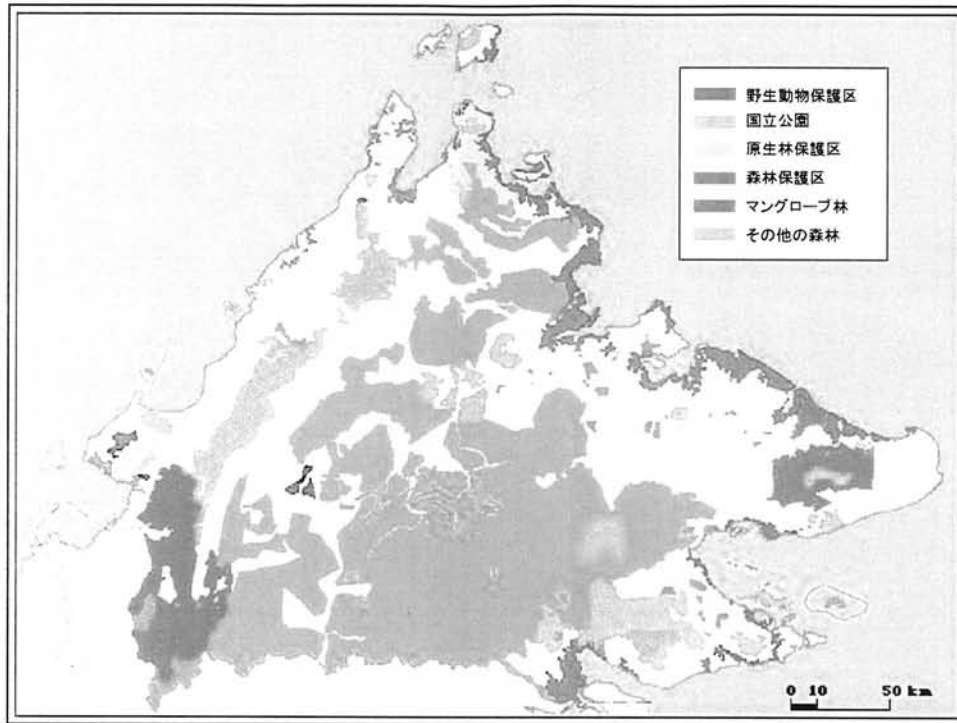 野生動物保護区
国立公園
原生林保護区
森林保護区
マングローブ林
その他の森林
0 10 50 km